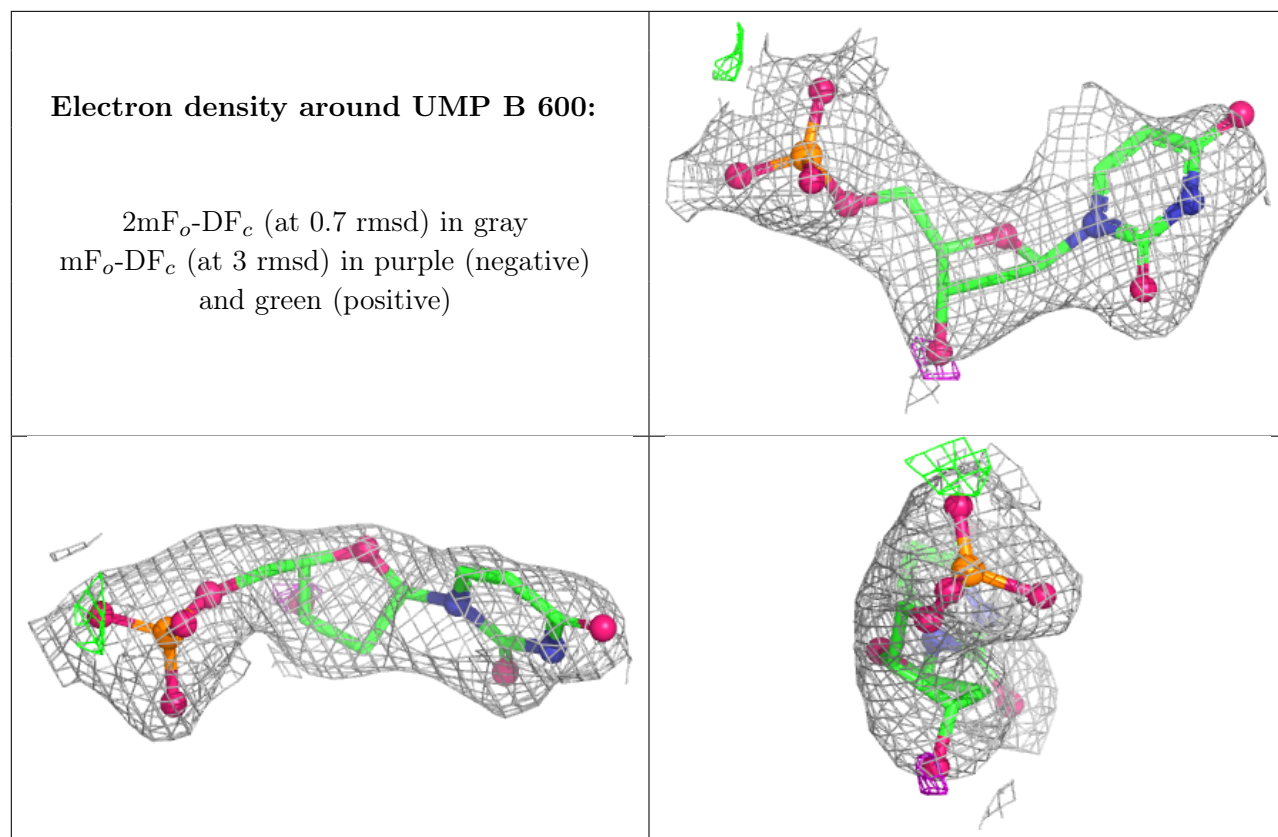 Electron density around UMP B 600:
2mFo-DFc (at 0.7 rmsd) in gray
mFo-DFc (at 3 rmsd) in purple (negative)
and green (positive)